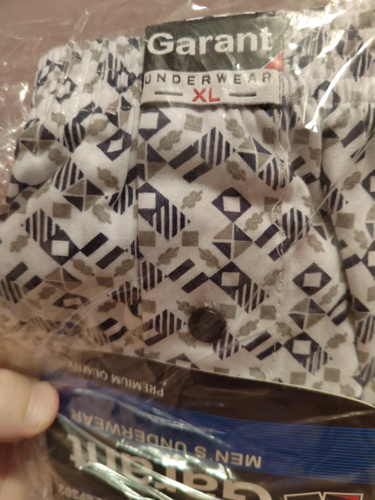 Garant
UNDERWEAR
XL
PREMIUM QUALITY
MEN'S UNDERWEAR
Garant